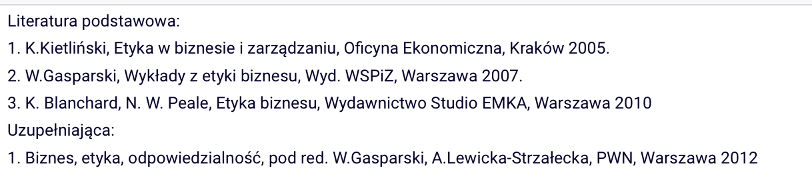 Literatura podstawowa:
1. K.Kietliński, Etyka w biznesie i zarządzaniu, Oficyna Ekonomiczna, Kraków 2005.
2. W.Gasparski, Wykłady z etyki biznesu, Wyd. WSPiZ, Warszawa 2007.
3. K. Blanchard, N. W. Peale, Etyka biznesu, Wydawnictwo Studio EMKA, Warszawa 2010
Uzupełniająca:
1. Biznes, etyka, odpowiedzialność, pod red. W.Gasparski, A.Lewicka-Strzałecka, PWN, Warszawa 2012